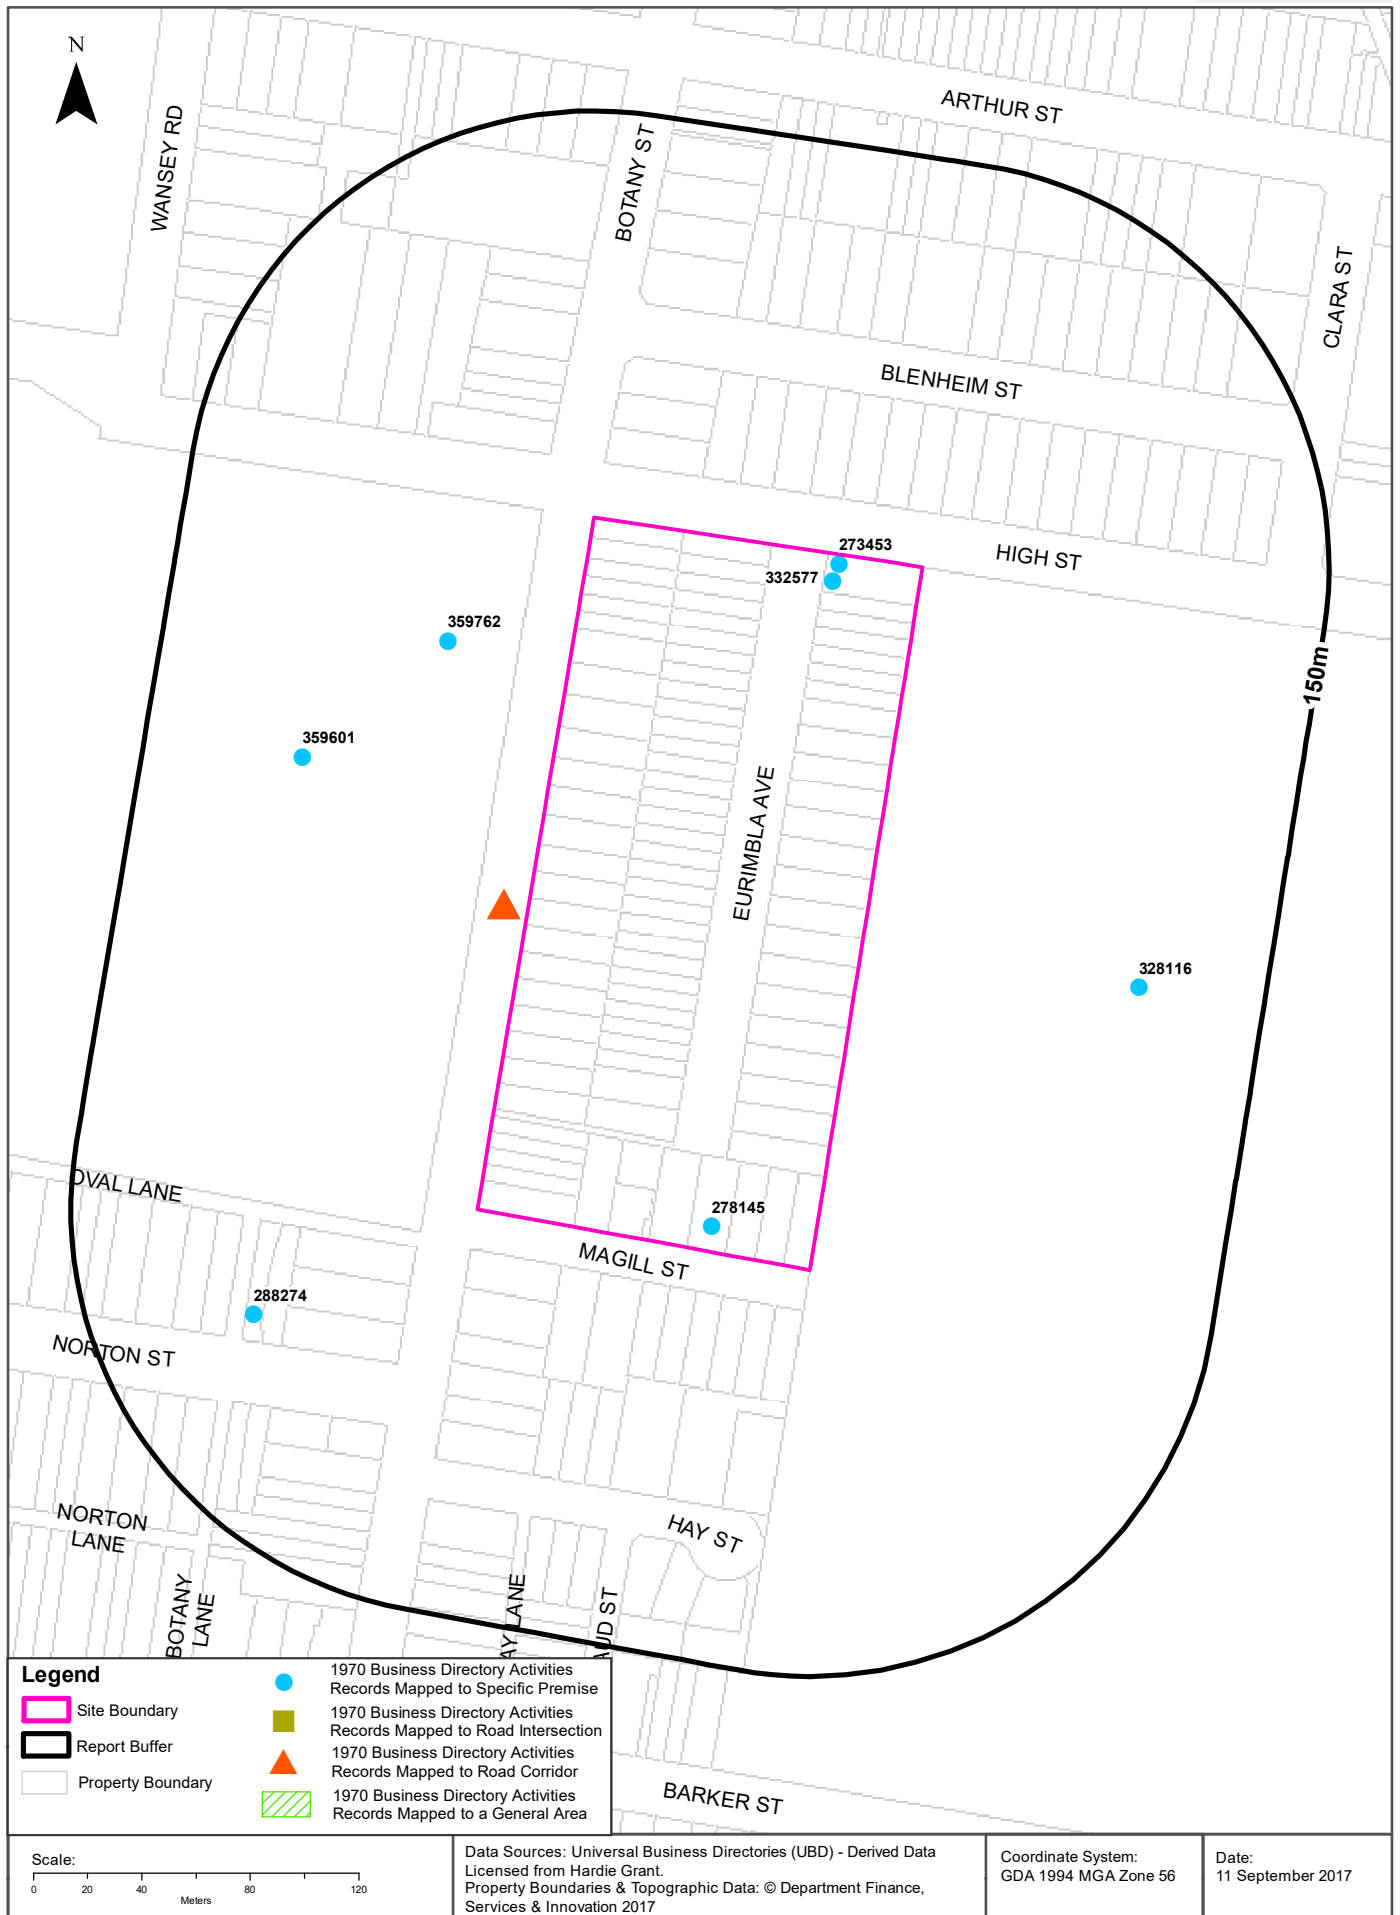 N
WANSEY RD
BOTANY ST
ARTHUR ST
CLARA ST
BLENHEIM ST
HIGH ST
273453
332577
359762
150m
359601
EURIMBLA AVE
328116
OVAL LANE
278145
MAGILL ST
288274
NORTON ST
NORTON
LANE
HAY ST
BOTANY
LANE
AY LANE
AUD ST
BARKER ST
Legend
Site Boundary
Report Buffer
Property Boundary
1970 Business Directory Activities
Records Mapped to Specific Premise
1970 Business Directory Activities
Records Mapped to Road Intersection
1970 Business Directory Activities
Records Mapped to Road Corridor
1970 Business Directory Activities
Records Mapped to a General Area
Scale:
0 20 40 80 120
Meters
Data Sources: Universal Business Directories (UBD) - Derived Data
Licensed from Hardie Grant.
Property Boundaries & Topographic Data: © Department Finance,
Services & Innovation 2017
Coordinate System:
GDA 1994 MGA Zone 56
Date:
11 September 2017